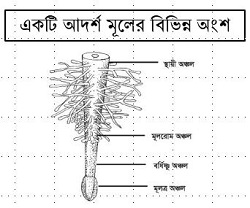 একটি আদর্শ মূলের বিভিন্ন অংশ
স্থায়ী অঞ্চল
মূলরোম অঞ্চল
বর্ধিষ্ণু অঞ্চল
মূলত্র অঞ্চল